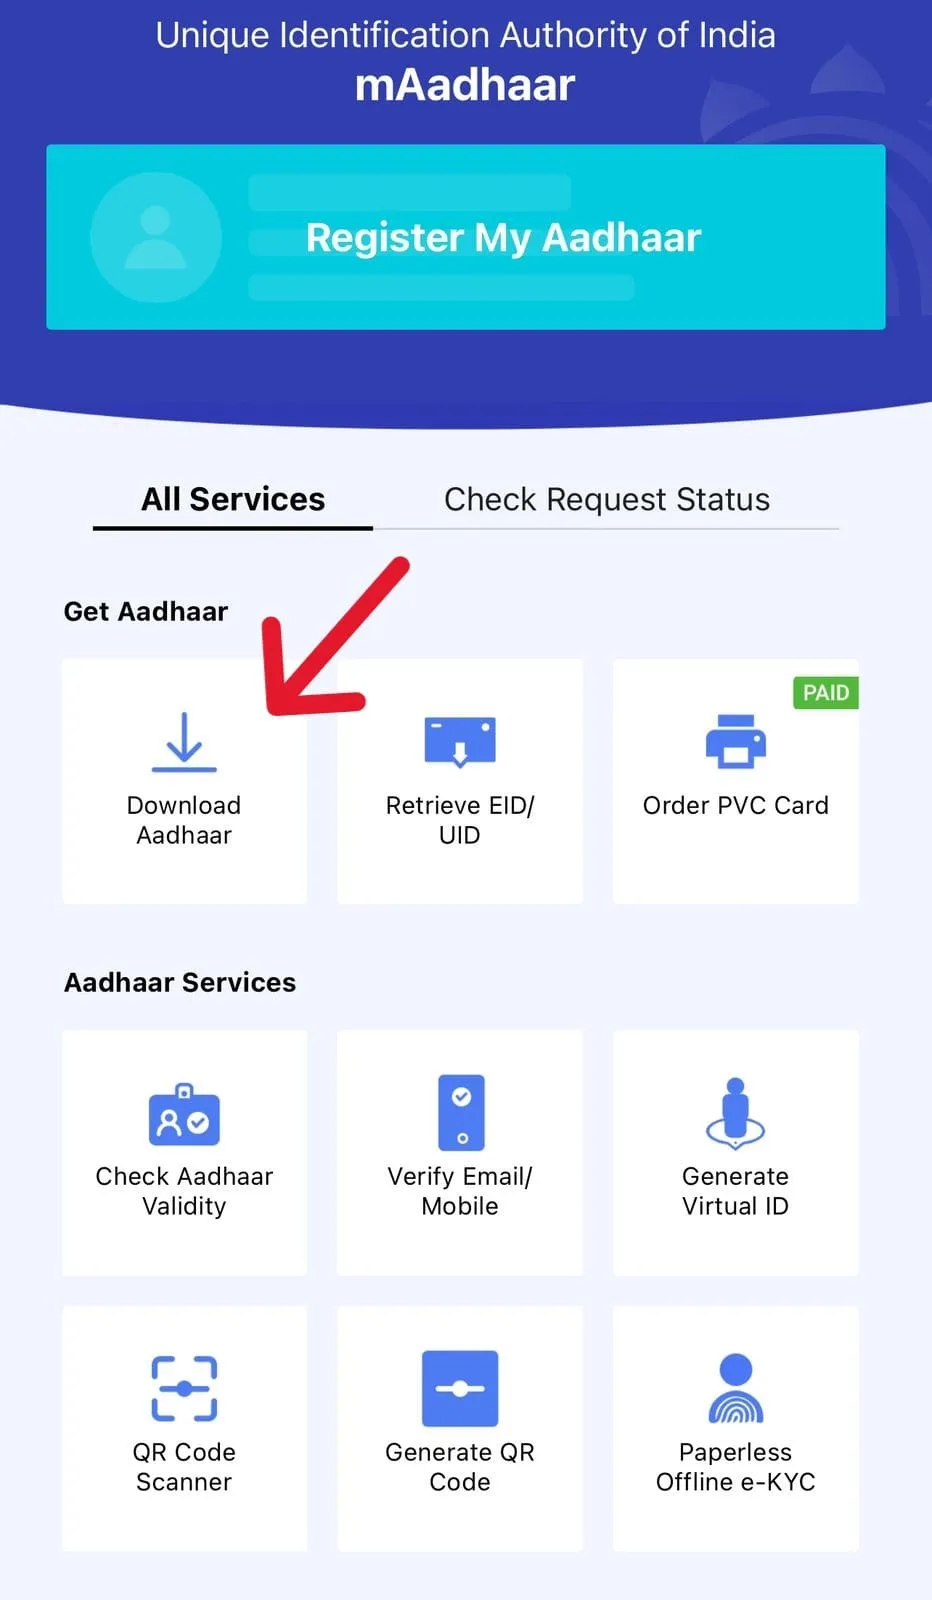 Unique Identification Authority of India
mAadhaar
Register My Aadhaar
All Services
Check Request Status
Get Aadhaar
Download
Aadhaar
Retrieve EID/
UID
PAID
Order PVC Card
Aadhaar Services
Check Aadhaar
Validity
Verify Email/
Mobile
Generate
Virtual ID
QR Code
Scanner
Generate QR
Code
Paperless
Offline e-KYC